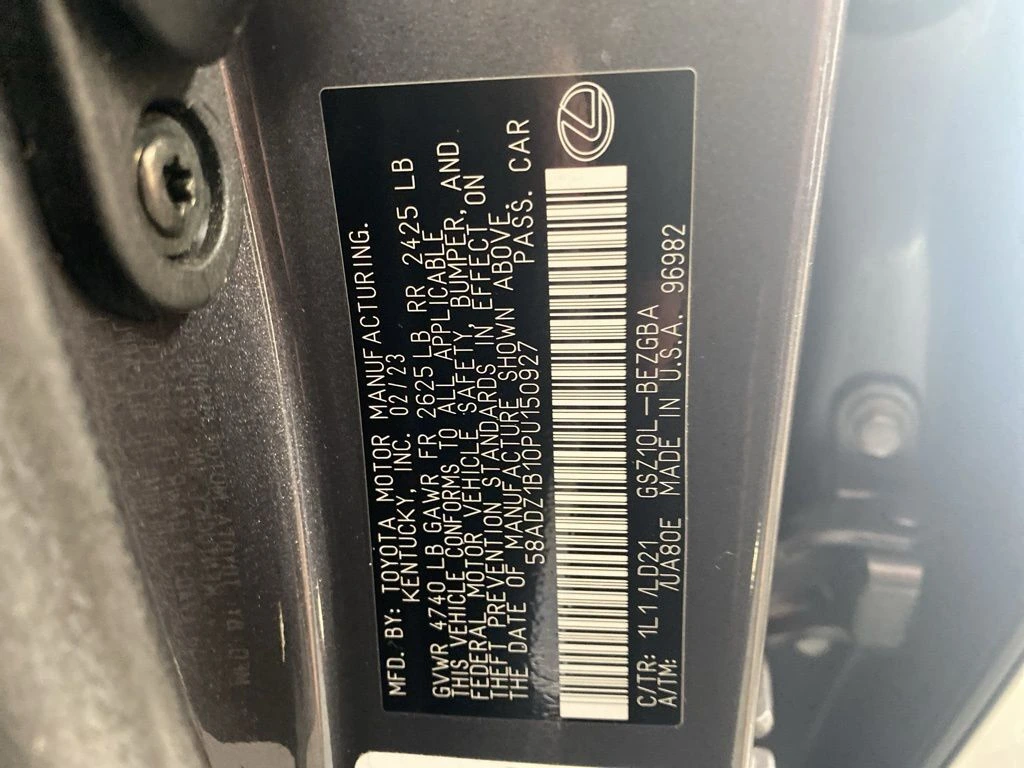 MFD. BY: TOYOTA MOTOR MANUFACTURING.
KENTUCKY, INC. 02/23
GVWR 4740 LB GAWR FR 2625 LB RR 2425 LB
THIS VEHICLE CONFORMS TO ALL APPLICABLE
FEDERAL MOTOR VEHICLE SAFETY, BUMPER, AND
THEFT PREVENTION STANDARDS IN EFFECT ON
THE DATE OF MANUFACTURE SHOWN ABOVE.
58ADZ1B10PU150927 PASS. CAR
C/TR: 1L1 /LD21 GSZ10L-BEZGBA
A/TM: /UA80E MADE IN U.S.A. 96982